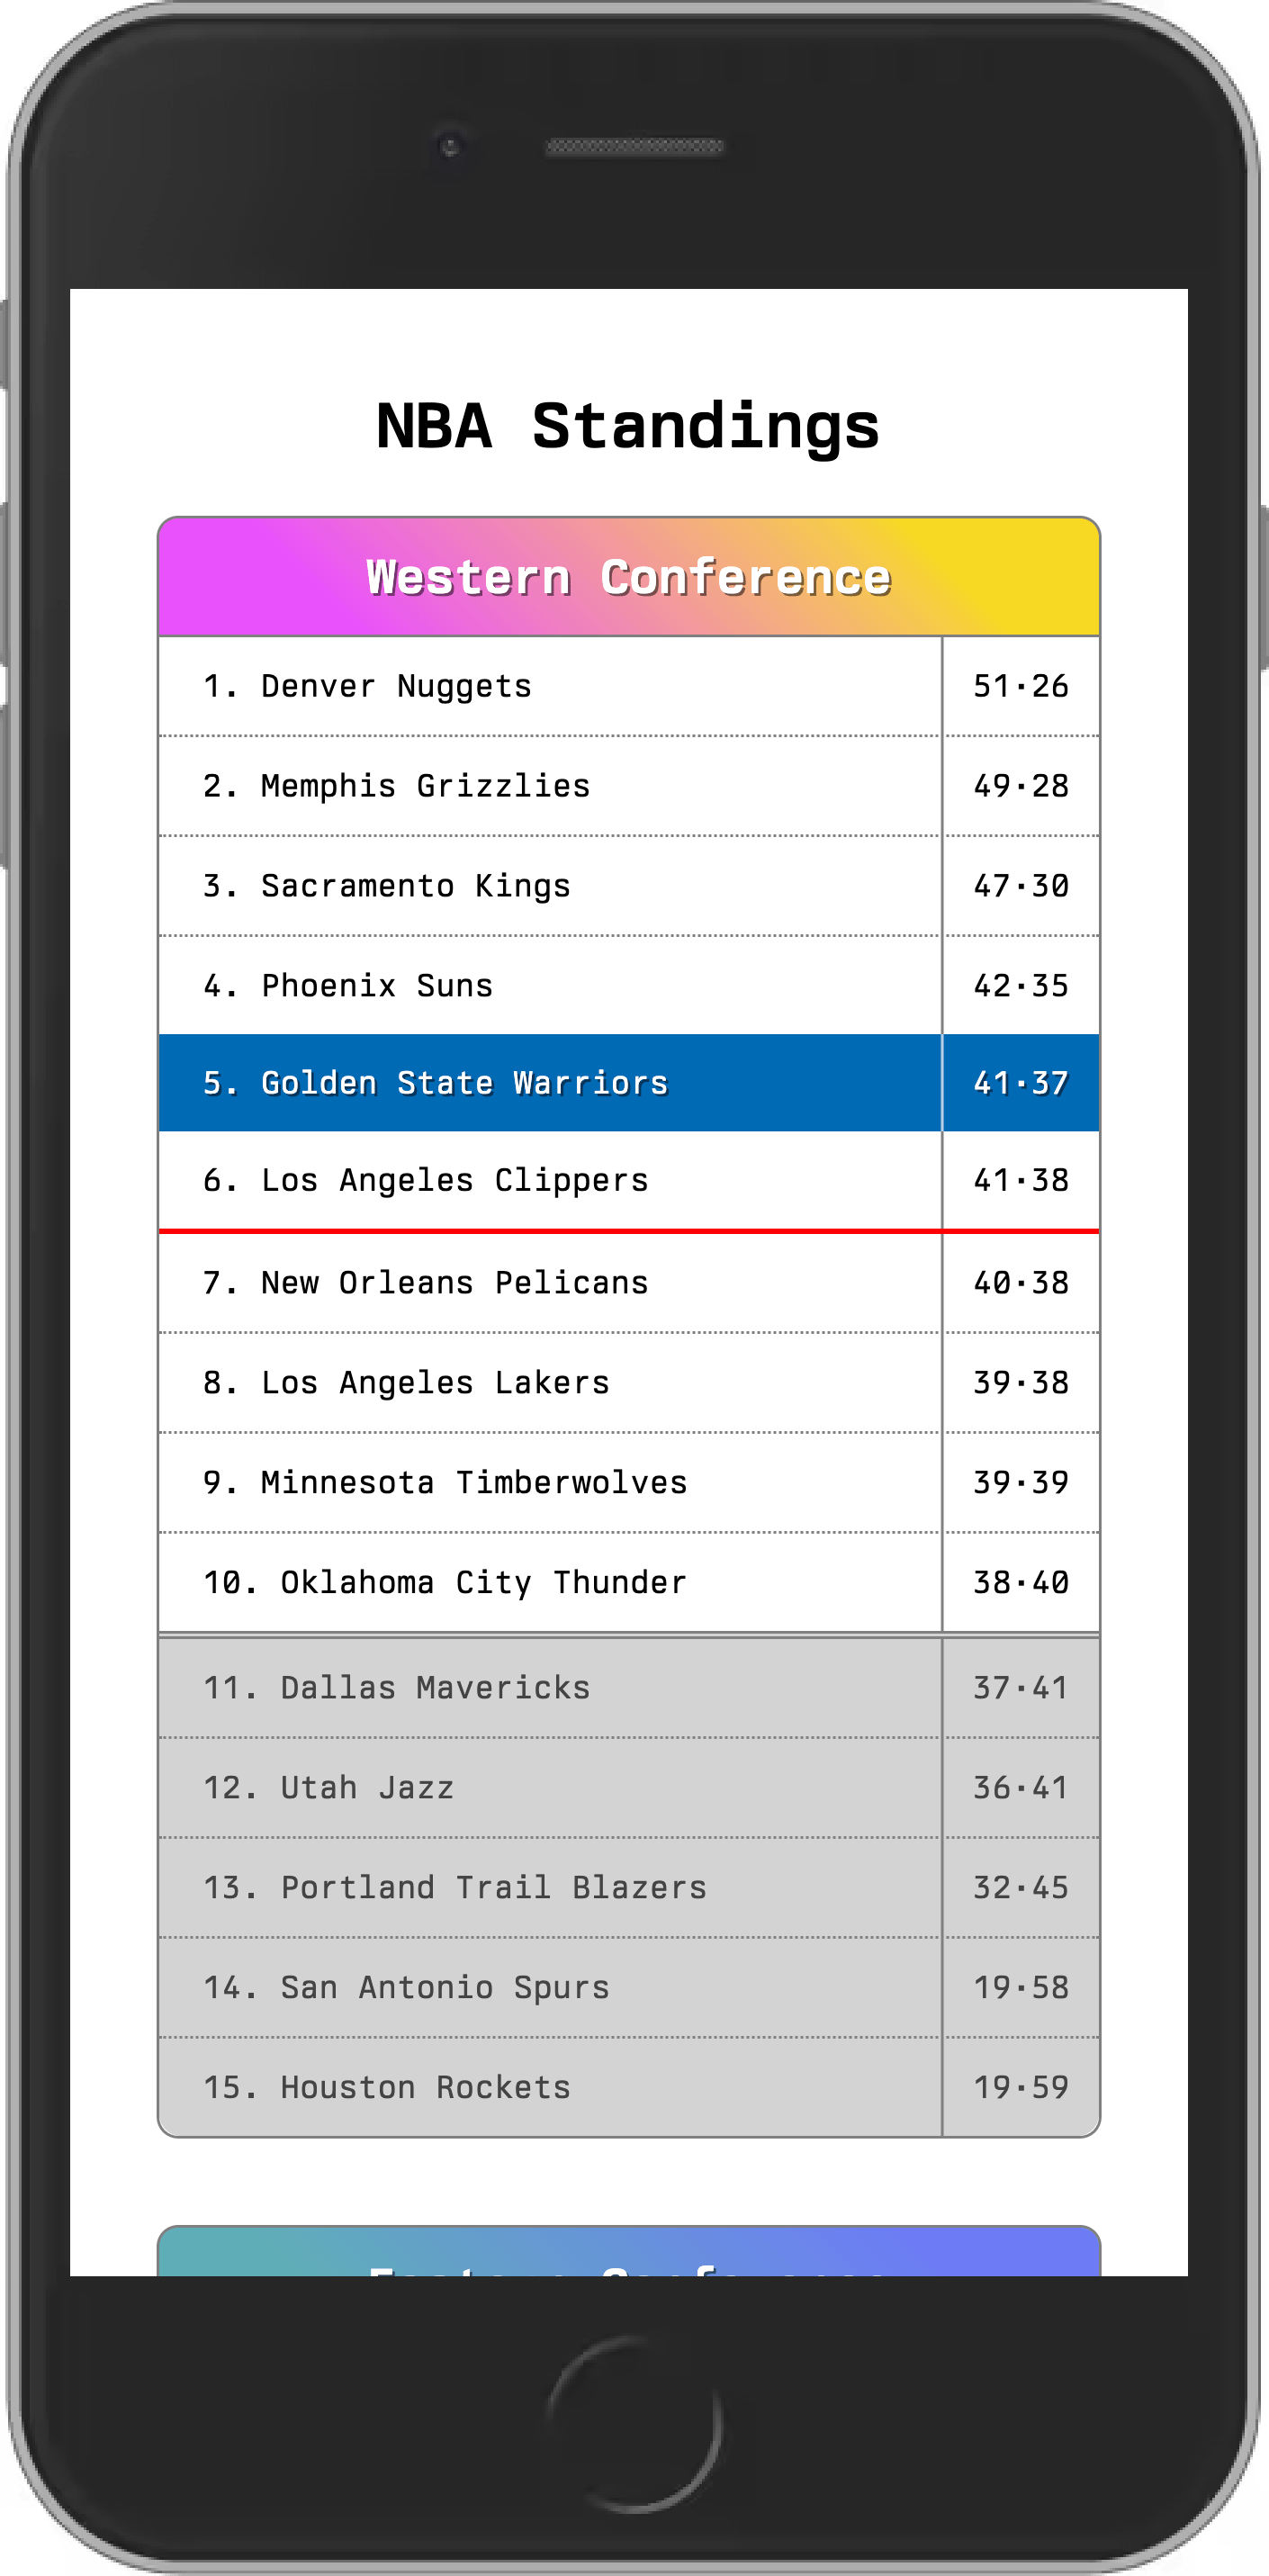 NBA Standings
Western Conference
1. Denver Nuggets 51·26
2. Memphis Grizzlies 49·28
3. Sacramento Kings 47·30
4. Phoenix Suns 42·35
5. Golden State Warriors 41·37
6. Los Angeles Clippers 41·38
7. New Orleans Pelicans 40·38
8. Los Angeles Lakers 39·38
9. Minnesota Timberwolves 39·39
10. Oklahoma City Thunder 38·40
11. Dallas Mavericks 37·41
12. Utah Jazz 36·41
13. Portland Trail Blazers 32·45
14. San Antonio Spurs 19·58
15. Houston Rockets 19·59